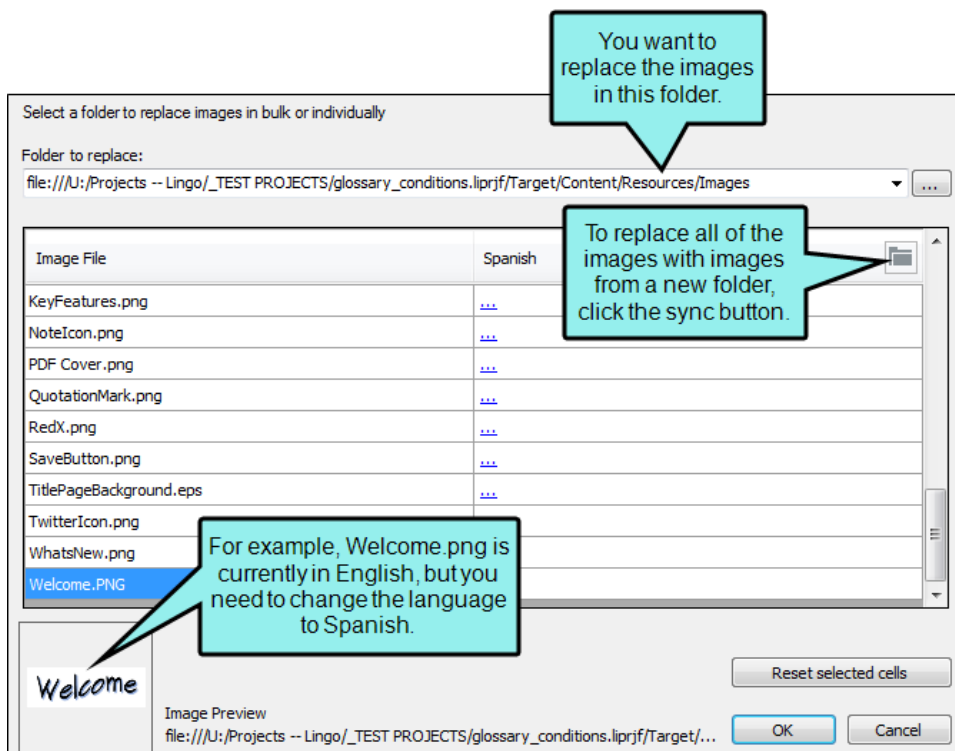 You want to
replace the images
in this folder.
Select a folder to replace images in bulk or individually
Folder to replace:
file:///U:/Projects -- Lingo/_TEST PROJECTS/glossary_conditions.liprjf/Target/Content/Resources/Images
...
To replace all of the
images with images
from a new folder,
click the sync button.
Image File Spanish
KeyFeatures.png ...
NoteIcon.png ...
PDF Cover.png ...
QuotationMark.png ...
RedX.png ...
SaveButton.png ...
TitlePageBackground.eps ...
TwitterIcon.png
WhatsNew.png
Welcome.PNG
For example, Welcome.png is
currently in English, but you
need to change the language
to Spanish.
Welcome
Reset selected cells
Image Preview
file:///U:/Projects -- Lingo/_TEST PROJECTS/glossary_conditions.liprjf/Target/...
OK Cancel